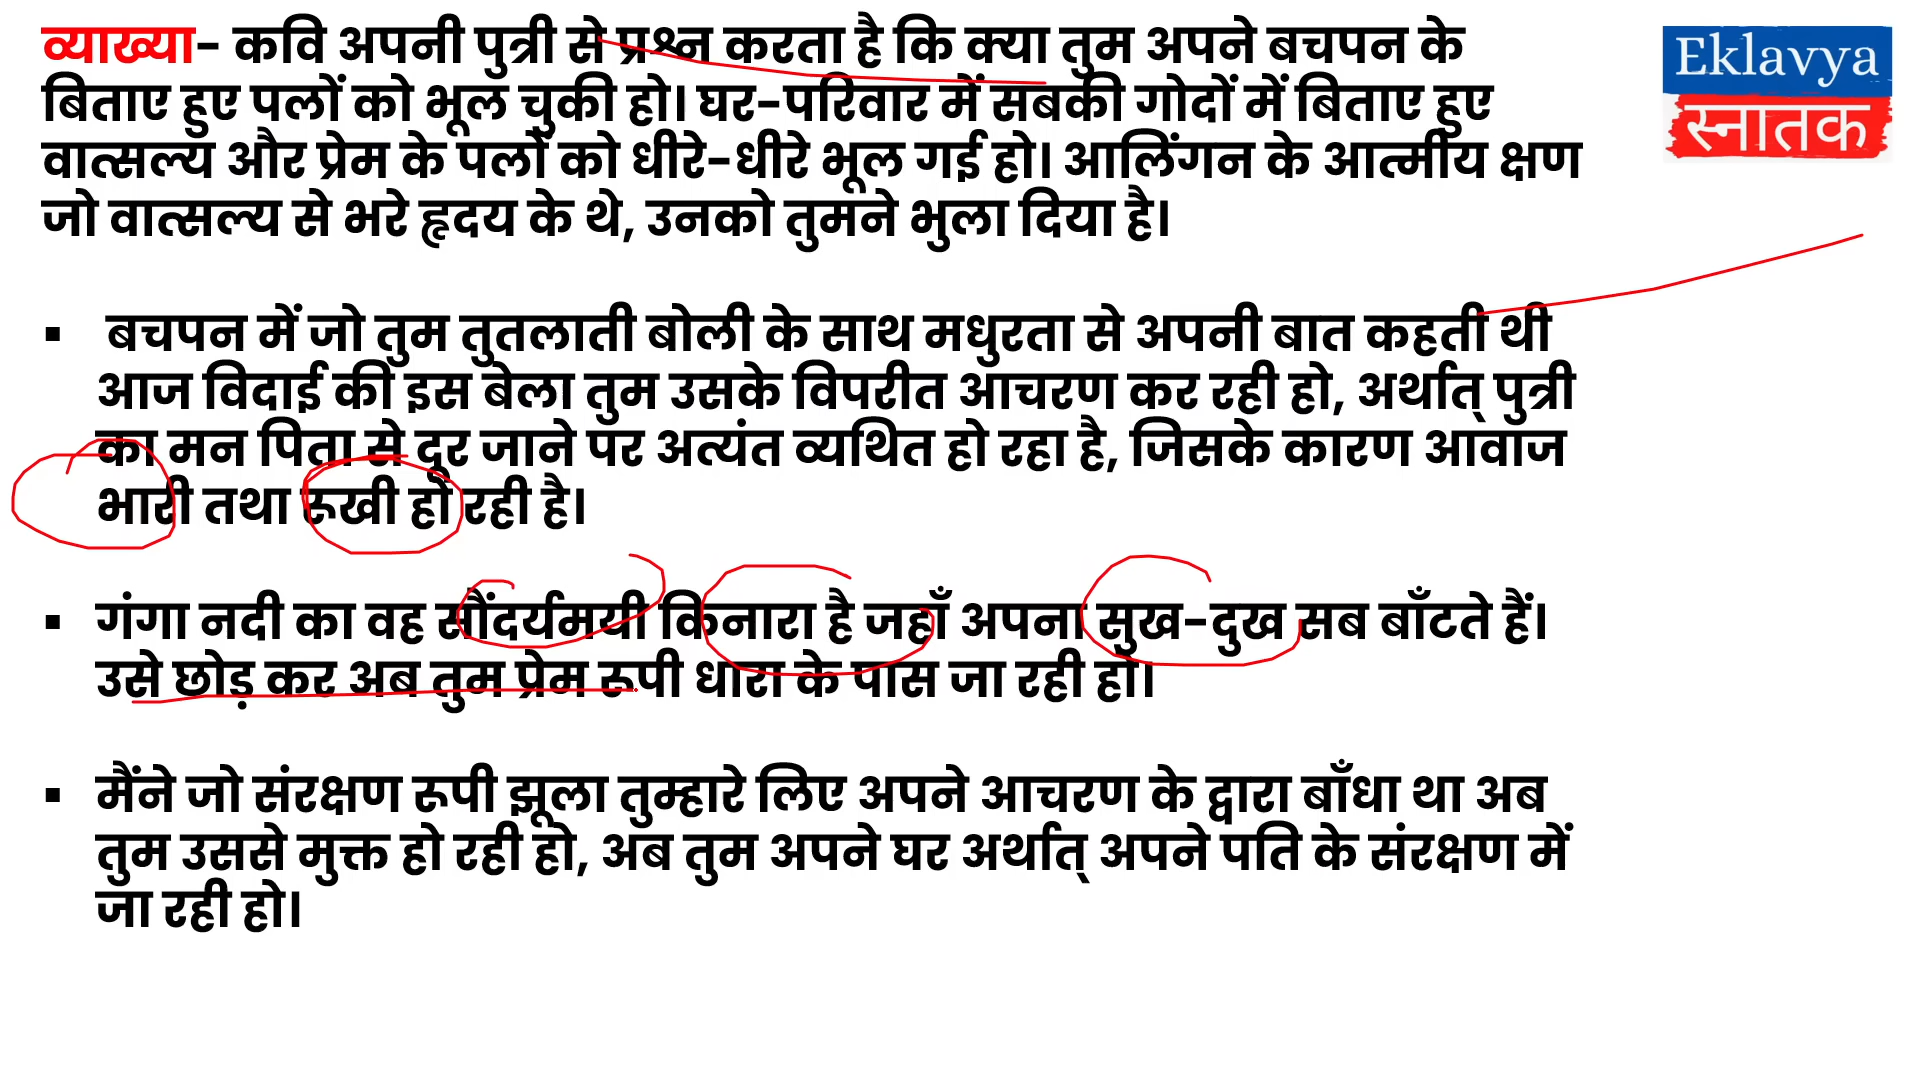 व्याख्या- कवि अपनी पुत्री से प्रश्न करता है कि क्या तुम अपने बचपन के
बिताए हुए पलों को भूल चुकी हो। घर-परिवार में सबकी गोदों में बिताए हुए
वात्सल्य और प्रेम के पलों को धीरे-धीरे भूल गई हो। आलिंगन के आत्मीय क्षण
जो वात्सल्य से भरे हृदय के थे, उनको तुमने भुला दिया है।
▪ बचपन में जो तुम तुतलाती बोली के साथ मधुरता से अपनी बात कहती थी
आज विदाई की इस बेला तुम उसके विपरीत आचरण कर रही हो, अर्थात् पुत्री
का मन पिता से दूर जाने पर अत्यंत व्यथित हो रहा है, जिसके कारण आवाज
भारी तथा रूखी हो रही है।
▪ गंगा नदी का वह सौंदर्यमयी किनारा है जहाँ अपना सुख-दुख सब बाँटते हैं।
उसे छोड़ कर अब तुम प्रेम रूपी धारा के पास जा रही हो।
▪ मैंने जो संरक्षण रूपी झूला तुम्हारे लिए अपने आचरण के द्वारा बाँधा था अब
तुम उससे मुक्त हो रही हो, अब तुम अपने घर अर्थात् अपने पति के संरक्षण में
जा रही हो।
Eklavya
स्नातक